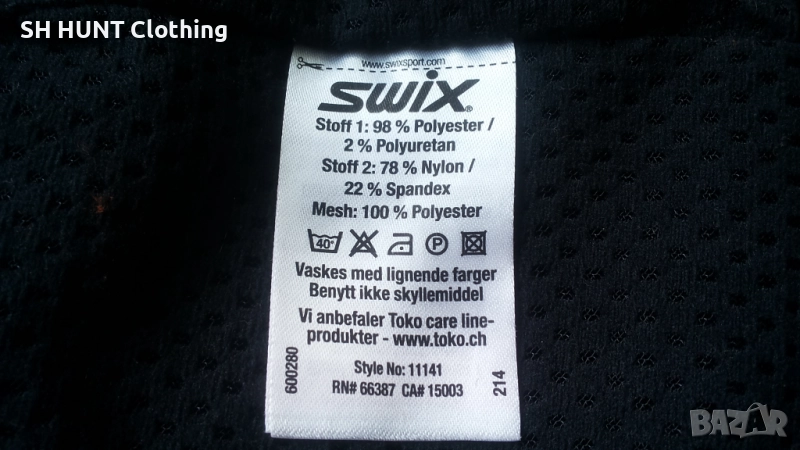 SH HUNT Clothing
www.swixsport.com
SWIX®
Stoff 1: 98 % Polyester /
2 % Polyuretan
Stoff 2: 78 % Nylon /
22 % Spandex
Mesh: 100 % Polyester
40° P
Vaskes med lignende farger
Benytt ikke skyllemiddel
Vi anbefaler Toko care line-
produkter - www.toko.ch
Style No: 11141
RN# 66387 CA# 15003
600280
214
BAZAR